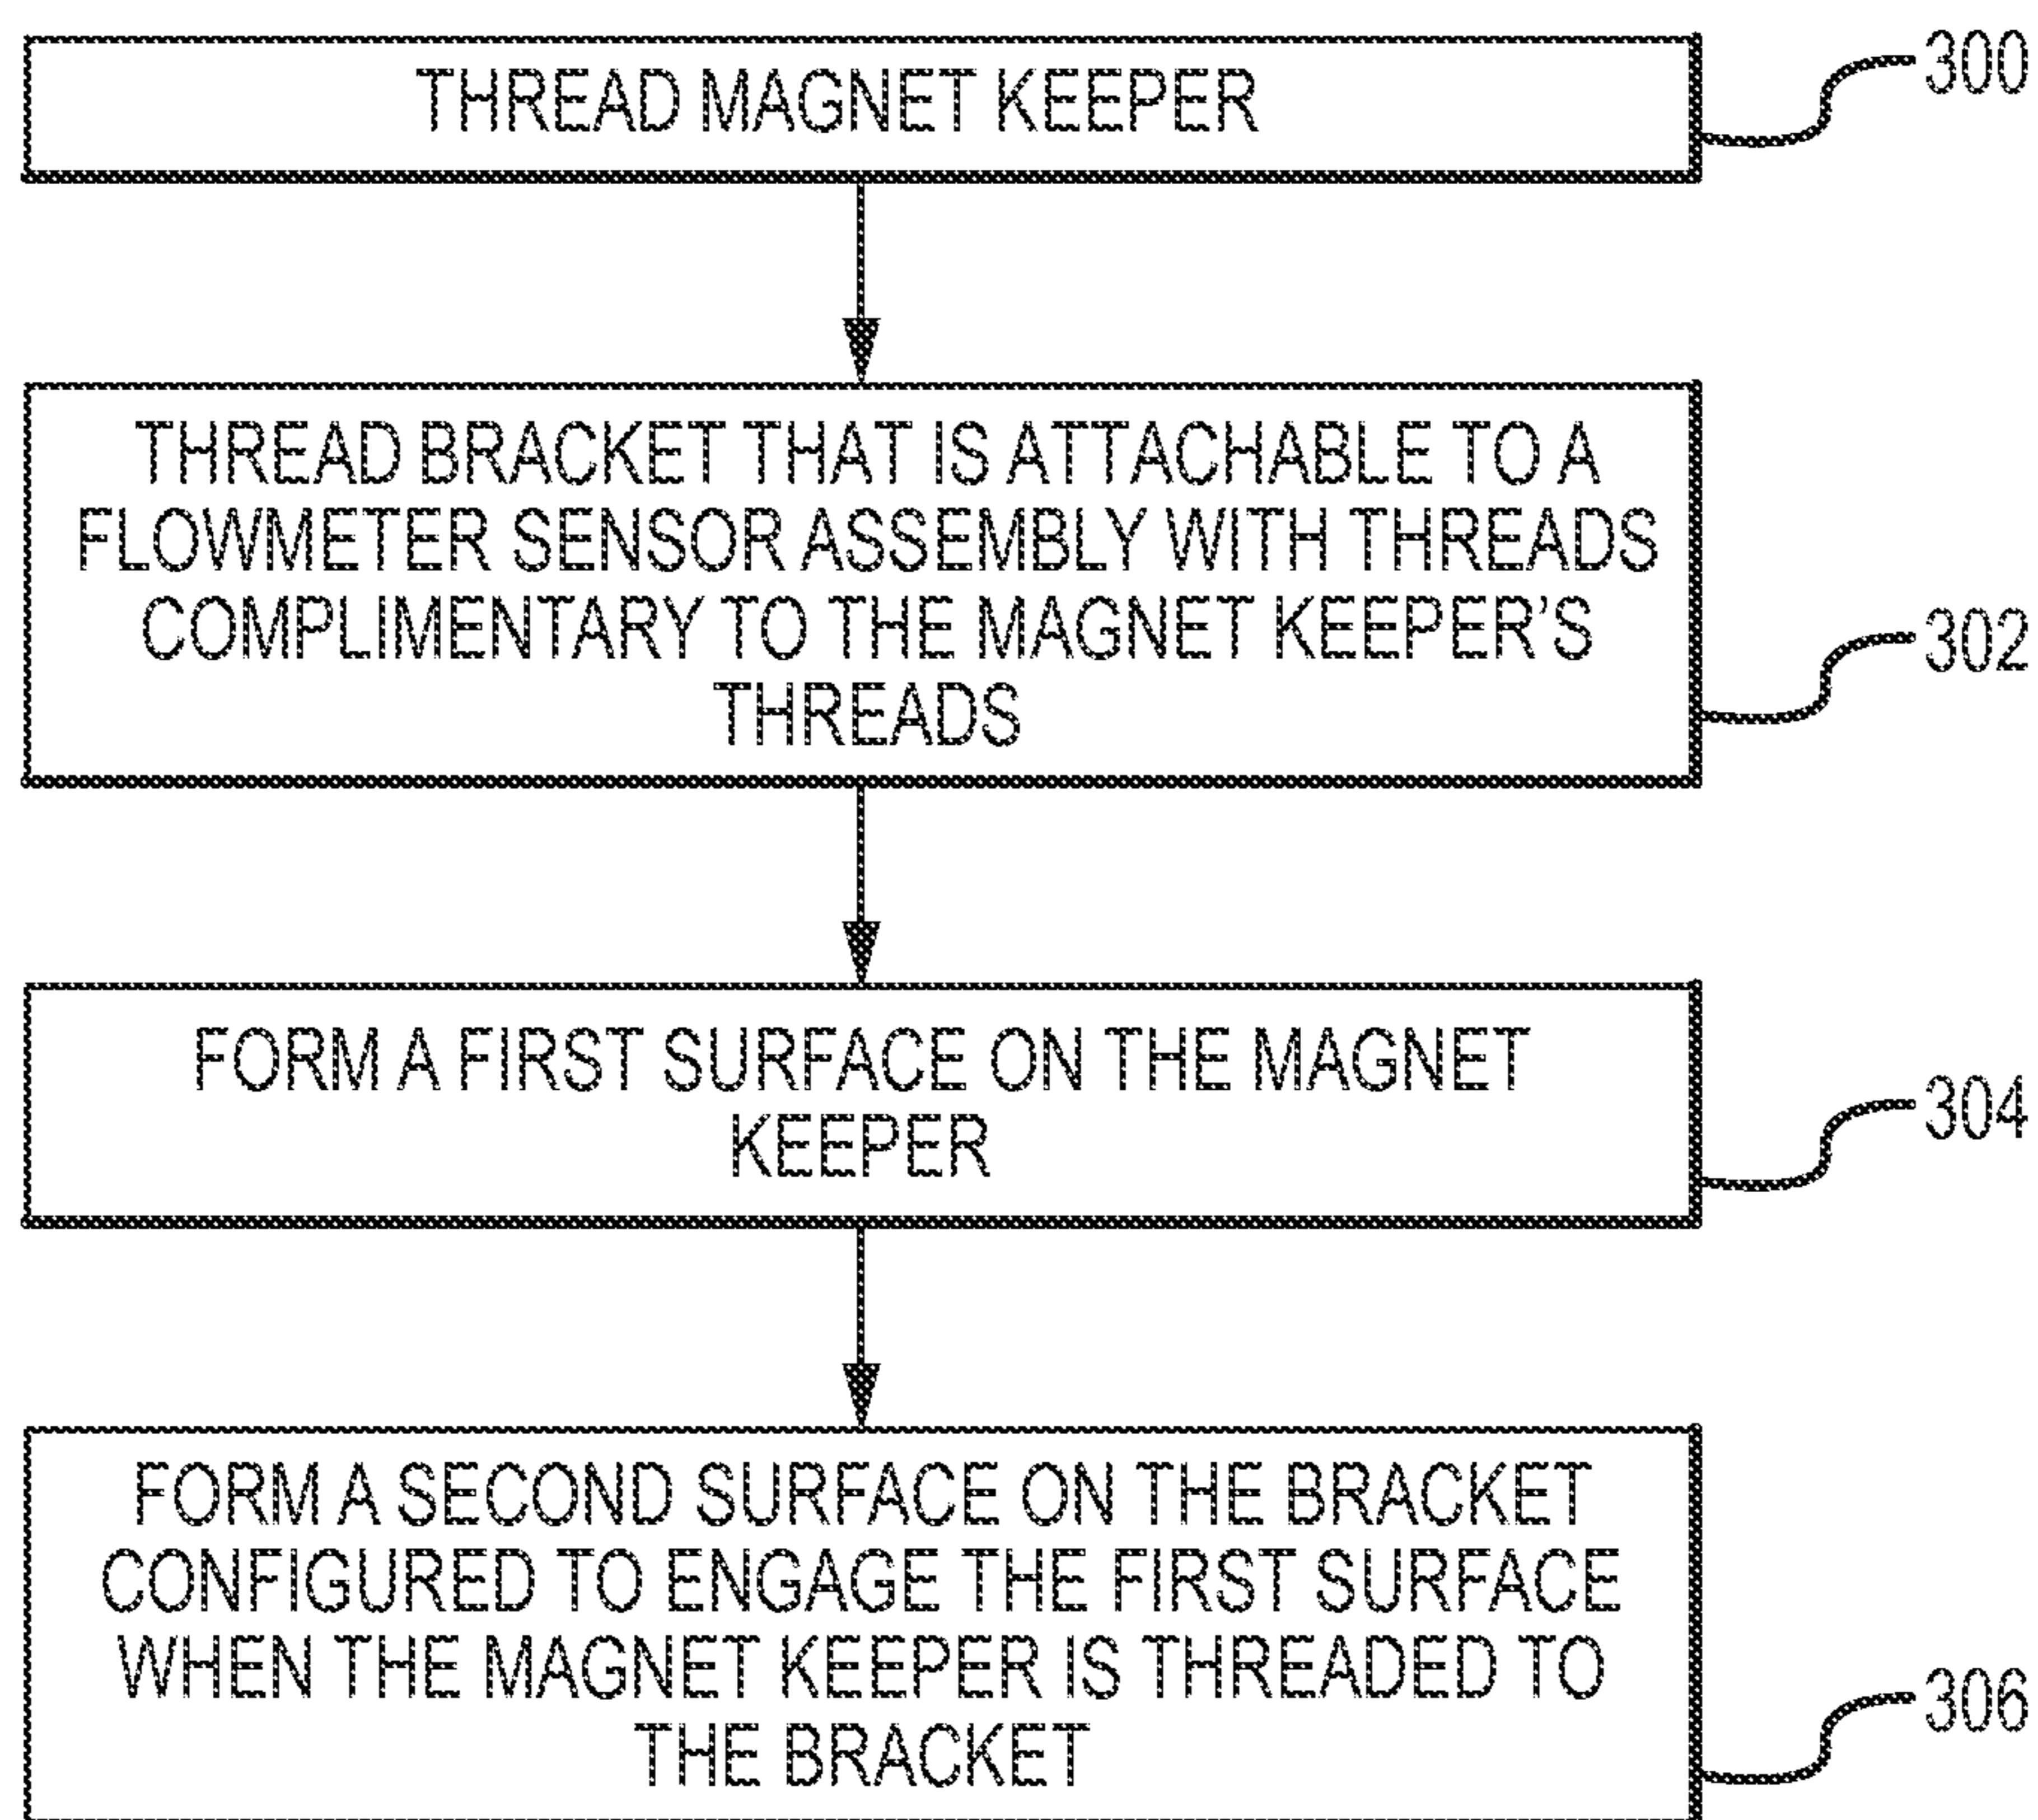 THREAD MAGNET KEEPER
300
THREAD BRACKET THAT IS ATTACHABLE TO A
FLOWMETER SENSOR ASSEMBLY WITH THREADS
COMPLIMENTARY TO THE MAGNET KEEPER'S
THREADS
302
FORM A FIRST SURFACE ON THE MAGNET
KEEPER
304
FORM A SECOND SURFACE ON THE BRACKET
CONFIGURED TO ENGAGE THE FIRST SURFACE
WHEN THE MAGNET KEEPER IS THREADED TO
THE BRACKET
306